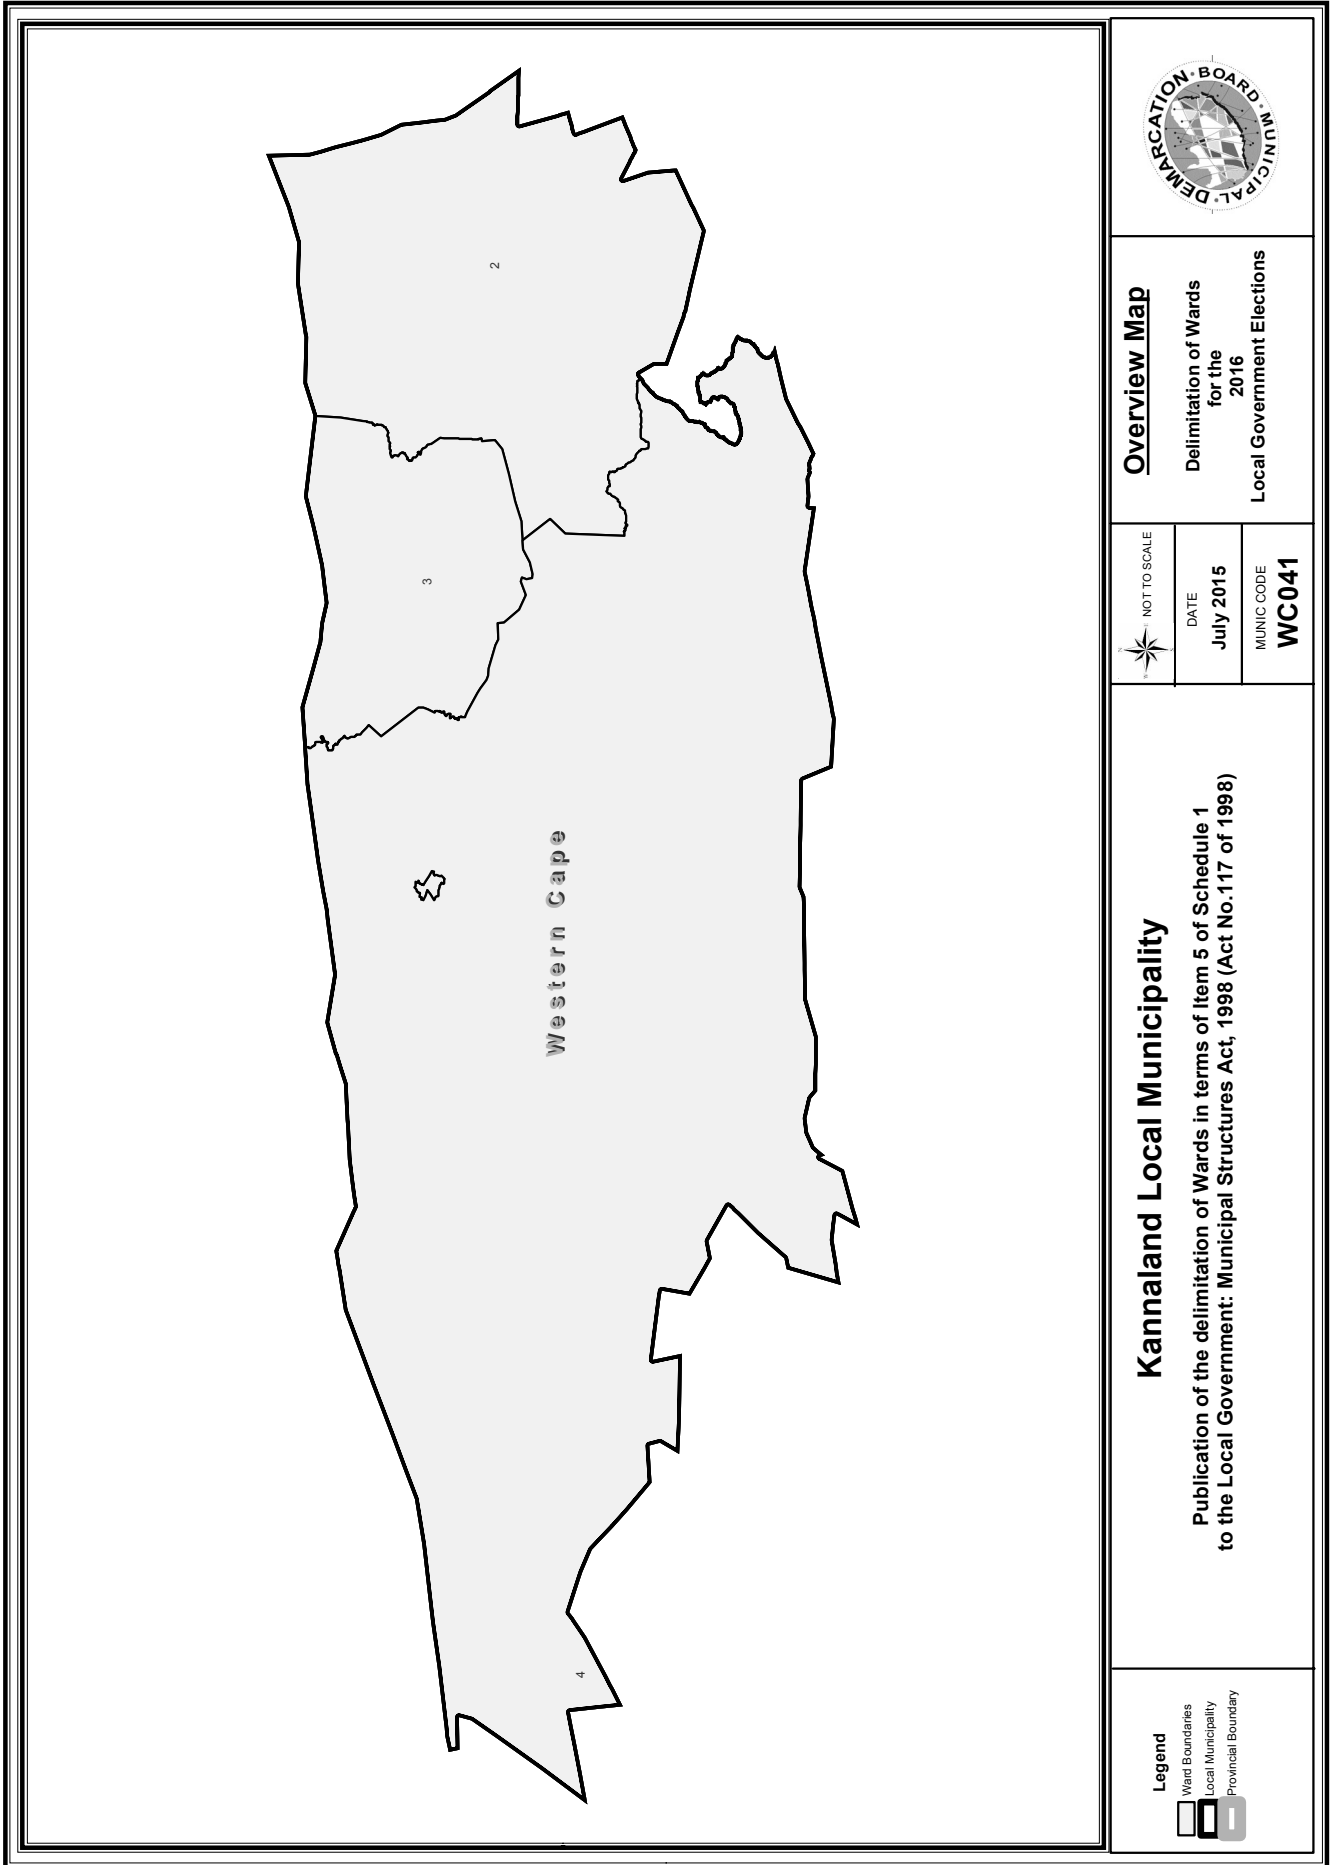 2
3
4
Western Cape
Legend
Ward Boundaries
Local Municipality
Provincial Boundary
Kannaland Local Municipality
Publication of the delimitation of Wards in terms of Item 5 of Schedule 1
to the Local Government: Municipal Structures Act, 1998 (Act No.117 of 1998)
N
E
S
W
NOT TO SCALE
DATE
July 2015
MUNIC CODE
WC041
Overview Map
Delimitation of Wards
for the
2016
Local Government Elections
MUNICIPAL • DEMARCATION • BOARD •